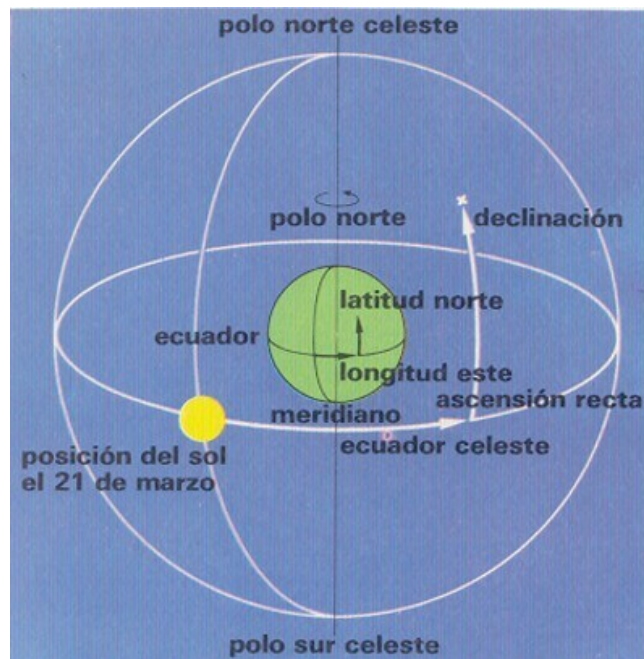 polo norte celeste
polo norte
declinación
latitud norte
ecuador
longitud este
ascensión recta
meridiano
ecuador celeste
posición del sol
el 21 de marzo
polo sur celeste